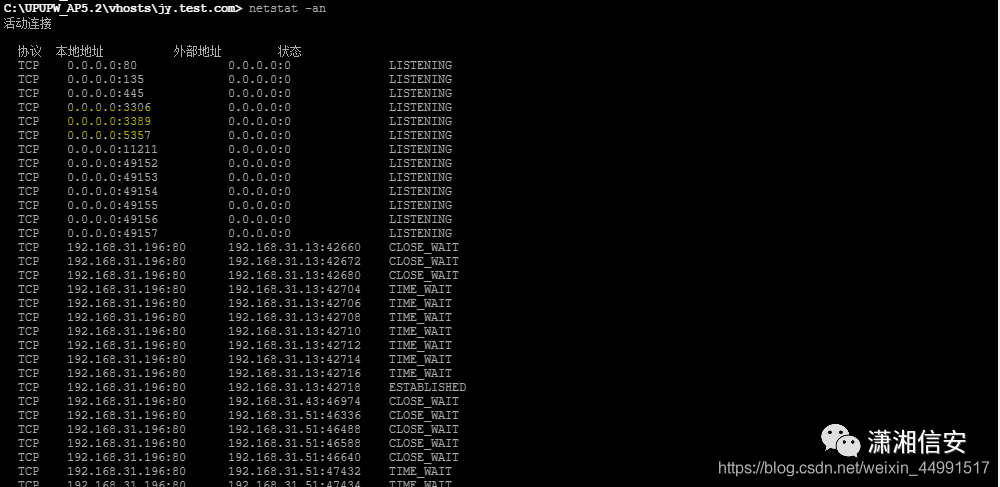 C:\UPUPW_AP5.2\vhosts\jy.test.com> netstat -an
活动连接
协议 本地地址 外部地址 状态
TCP 0.0.0.0:80 0.0.0.0:0 LISTENING
TCP 0.0.0.0:135 0.0.0.0:0 LISTENING
TCP 0.0.0.0:445 0.0.0.0:0 LISTENING
TCP 0.0.0.0:3306 0.0.0.0:0 LISTENING
TCP 0.0.0.0:3389 0.0.0.0:0 LISTENING
TCP 0.0.0.0:5357 0.0.0.0:0 LISTENING
TCP 0.0.0.0:11211 0.0.0.0:0 LISTENING
TCP 0.0.0.0:49152 0.0.0.0:0 LISTENING
TCP 0.0.0.0:49153 0.0.0.0:0 LISTENING
TCP 0.0.0.0:49154 0.0.0.0:0 LISTENING
TCP 0.0.0.0:49155 0.0.0.0:0 LISTENING
TCP 0.0.0.0:49156 0.0.0.0:0 LISTENING
TCP 0.0.0.0:49157 0.0.0.0:0 LISTENING
TCP 192.168.31.196:80 192.168.31.13:42660 CLOSE_WAIT
TCP 192.168.31.196:80 192.168.31.13:42672 CLOSE_WAIT
TCP 192.168.31.196:80 192.168.31.13:42680 CLOSE_WAIT
TCP 192.168.31.196:80 192.168.31.13:42704 TIME_WAIT
TCP 192.168.31.196:80 192.168.31.13:42706 TIME_WAIT
TCP 192.168.31.196:80 192.168.31.13:42708 TIME_WAIT
TCP 192.168.31.196:80 192.168.31.13:42710 TIME_WAIT
TCP 192.168.31.196:80 192.168.31.13:42712 TIME_WAIT
TCP 192.168.31.196:80 192.168.31.13:42714 TIME_WAIT
TCP 192.168.31.196:80 192.168.31.13:42716 TIME_WAIT
TCP 192.168.31.196:80 192.168.31.13:42718 ESTABLISHED
TCP 192.168.31.196:80 192.168.31.43:46974 CLOSE_WAIT
TCP 192.168.31.196:80 192.168.31.51:46336 CLOSE_WAIT
TCP 192.168.31.196:80 192.168.31.51:46488 CLOSE_WAIT
TCP 192.168.31.196:80 192.168.31.51:46588 CLOSE_WAIT
TCP 192.168.31.196:80 192.168.31.51:46640 CLOSE_WAIT
TCP 192.168.31.196:80 192.168.31.51:47432 TIME_WAIT
TCP 192.168.31.196:80 192.168.31.51:47434 TIME_WAIT
潇湘信安
https://blog.csdn.net/weixin_44991517